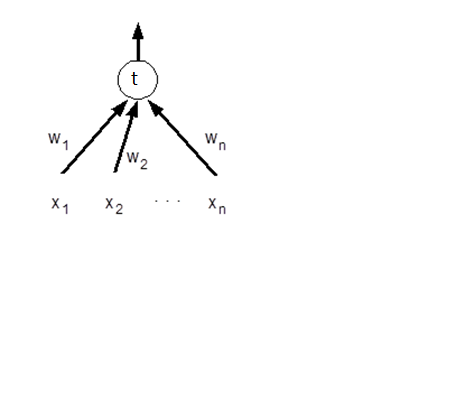 t
w1
wn
w2
x1 x2 . . . xn